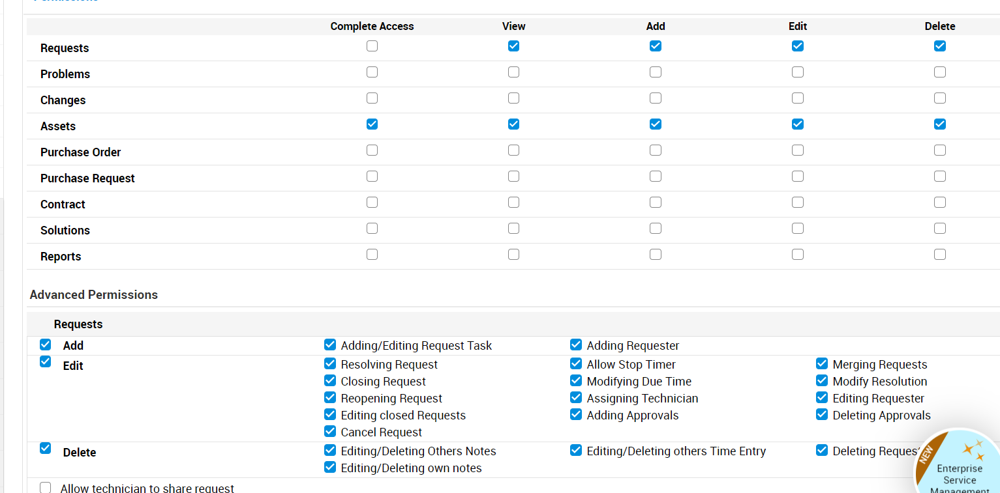 Permissions
Complete Access View Add Edit Delete
Requests
Problems
Changes
Assets
Purchase Order
Purchase Request
Contract
Solutions
Reports
Advanced Permissions
Requests
Add Adding/Editing Request Task Adding Requester
Edit Resolving Request Allow Stop Timer Merging Requests
Closing Request Modifying Due Time Modify Resolution
Reopening Request Assigning Technician Editing Requester
Editing closed Requests Adding Approvals Deleting Approvals
Cancel Request
Delete Editing/Deleting Others Notes Editing/Deleting others Time Entry Deleting
Editing/Deleting own notes
Allow technician to share request
NEW
Enterprise
Service
Management